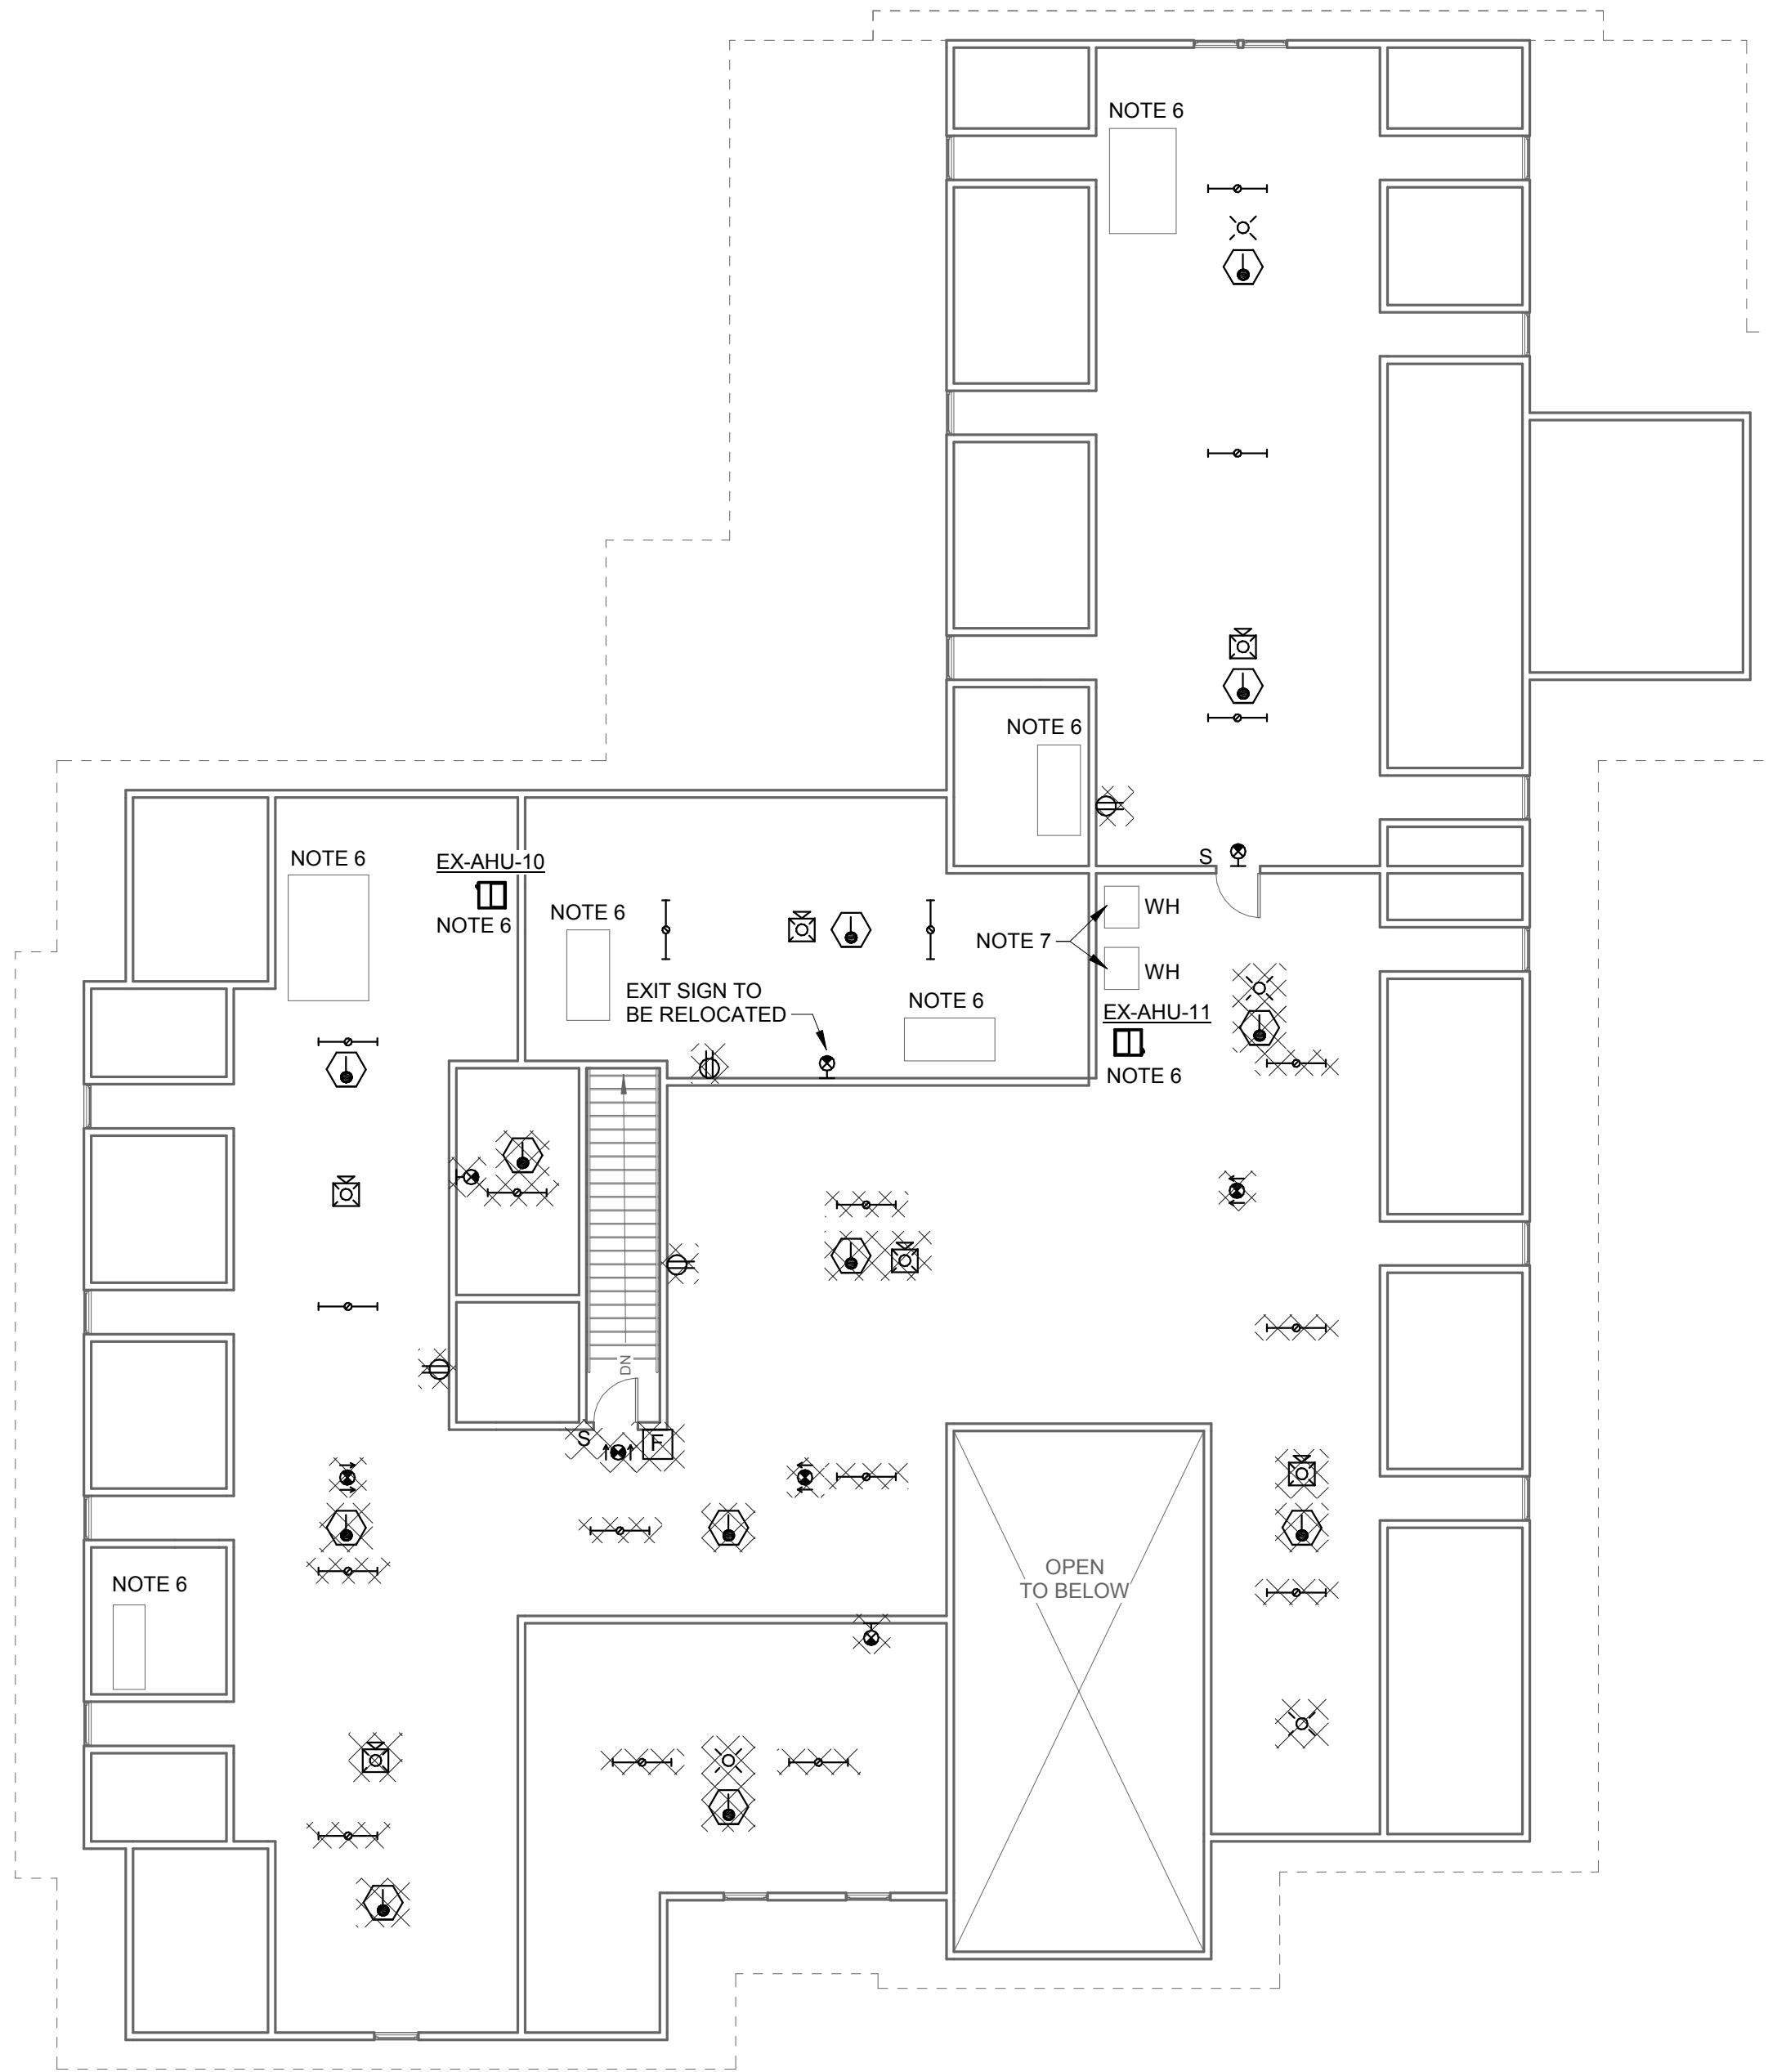 NOTE 6
NOTE 6
S
NOTE 6
EX-AHU-10
NOTE 6
NOTE 6
WH
NOTE 7
WH
EXIT SIGN TO
BE RELOCATED
NOTE 6
EX-AHU-11
NOTE 6
DN
S
F
OPEN
TO BELOW
NOTE 6